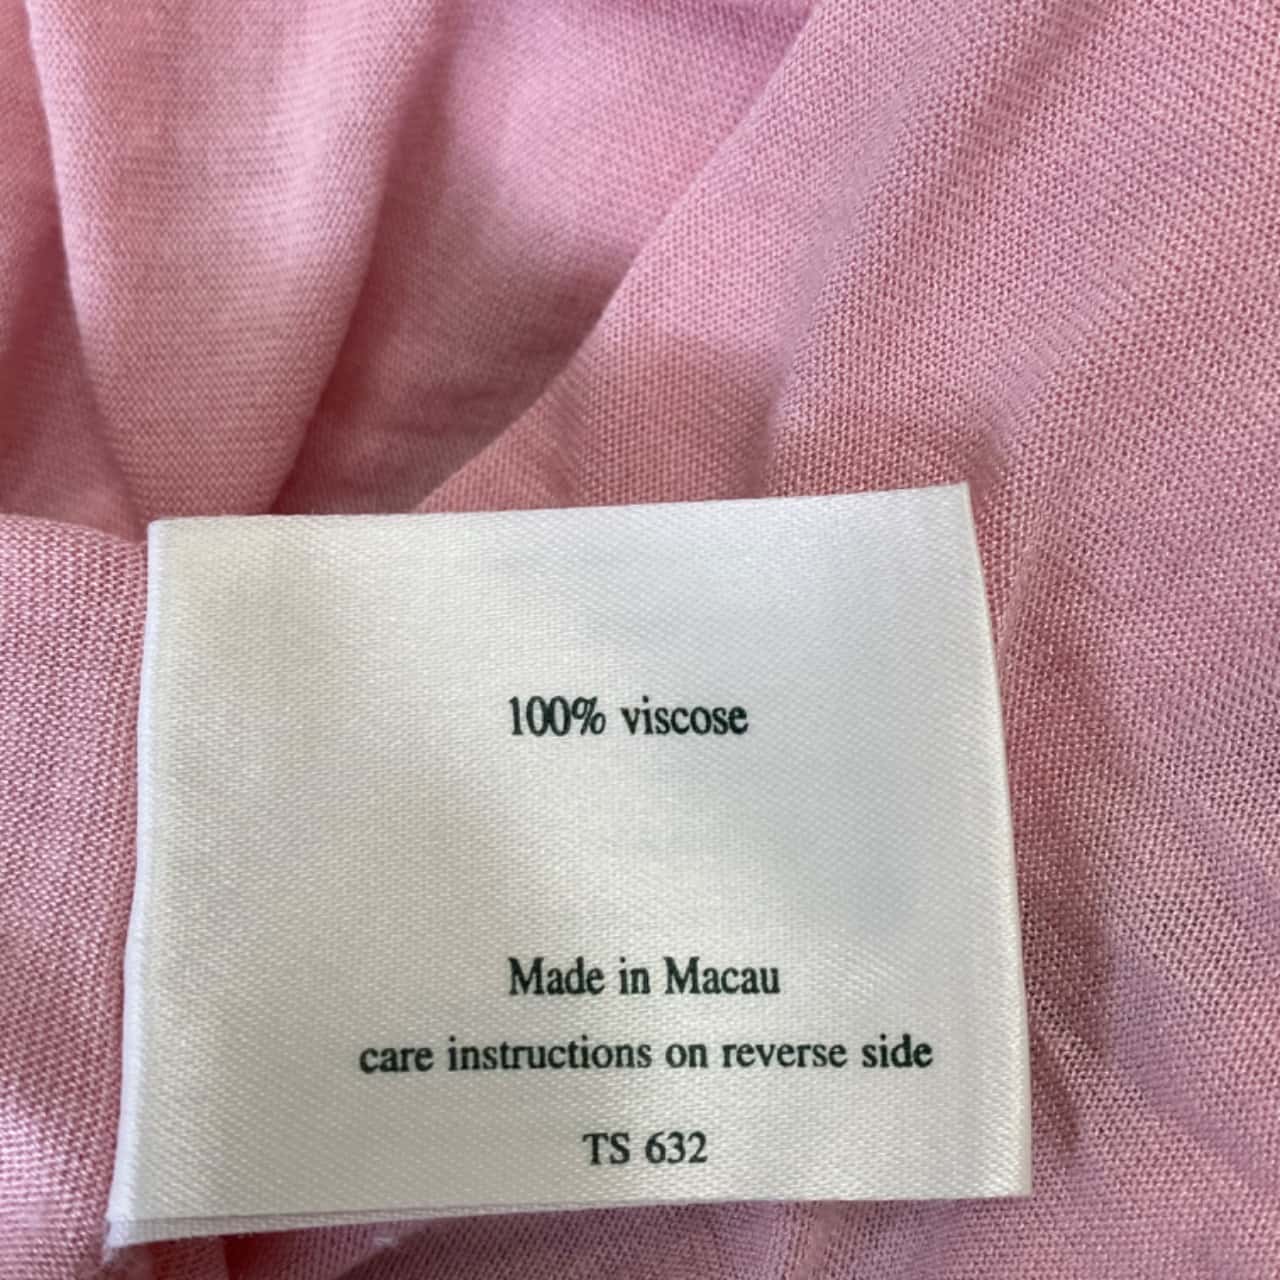 100% viscose
Made in Macau
care instructions on reverse side
TS 632